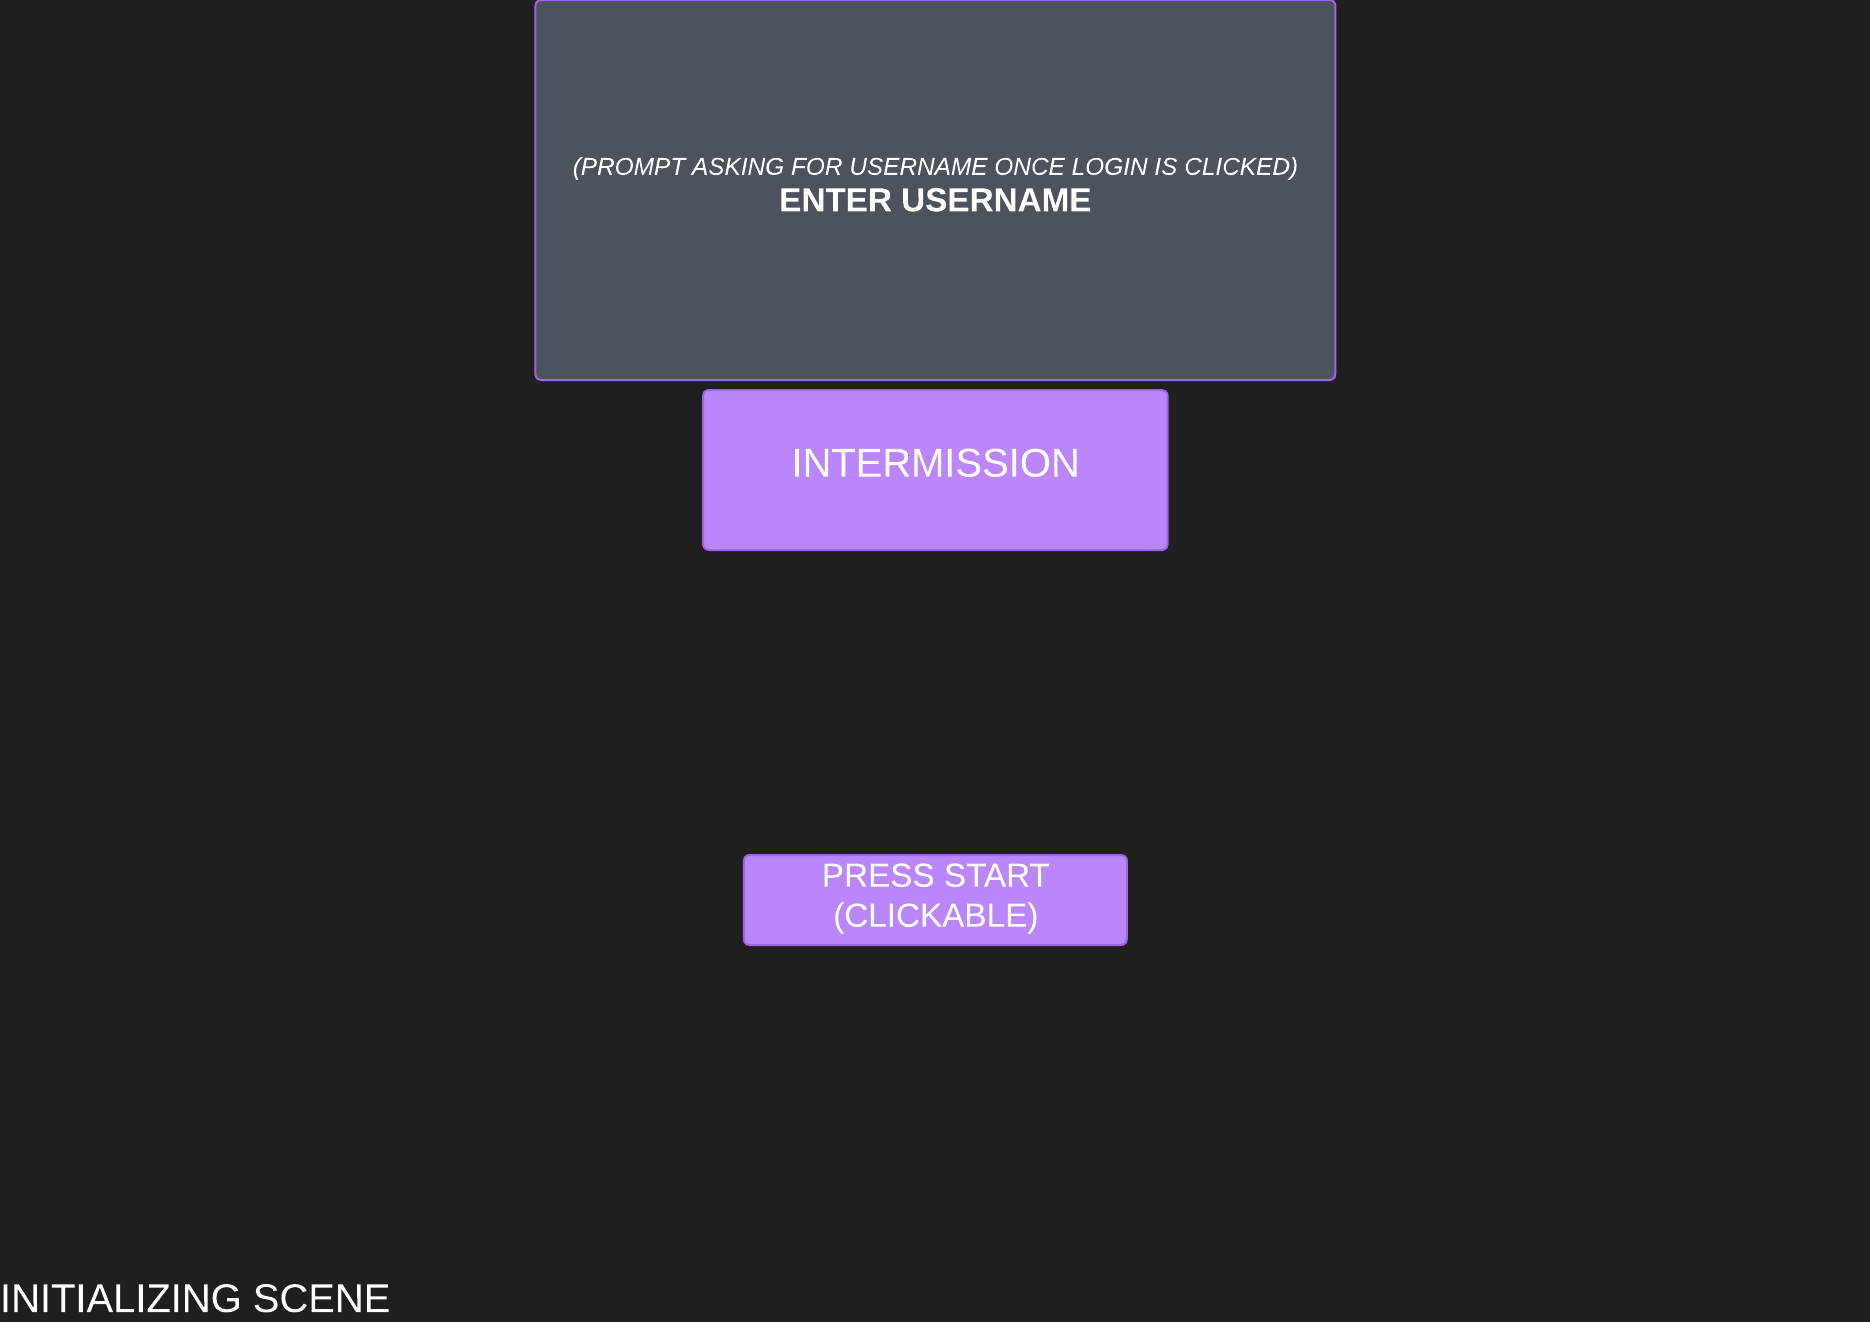 (PROMPT ASKING FOR USERNAME ONCE LOGIN IS CLICKED)
ENTER USERNAME
INTERMISSION
PRESS START
(CLICKABLE)
INITIALIZING SCENE